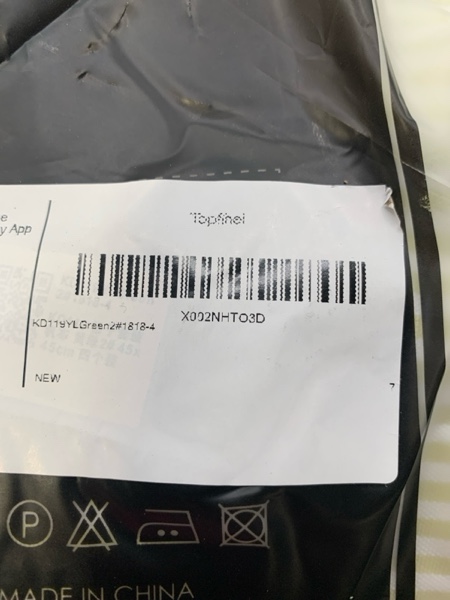 e
y App
Topfinel
X002NHTO3D
KD119YLGreen2#1818-4
NEW
P
MADE IN CHINA